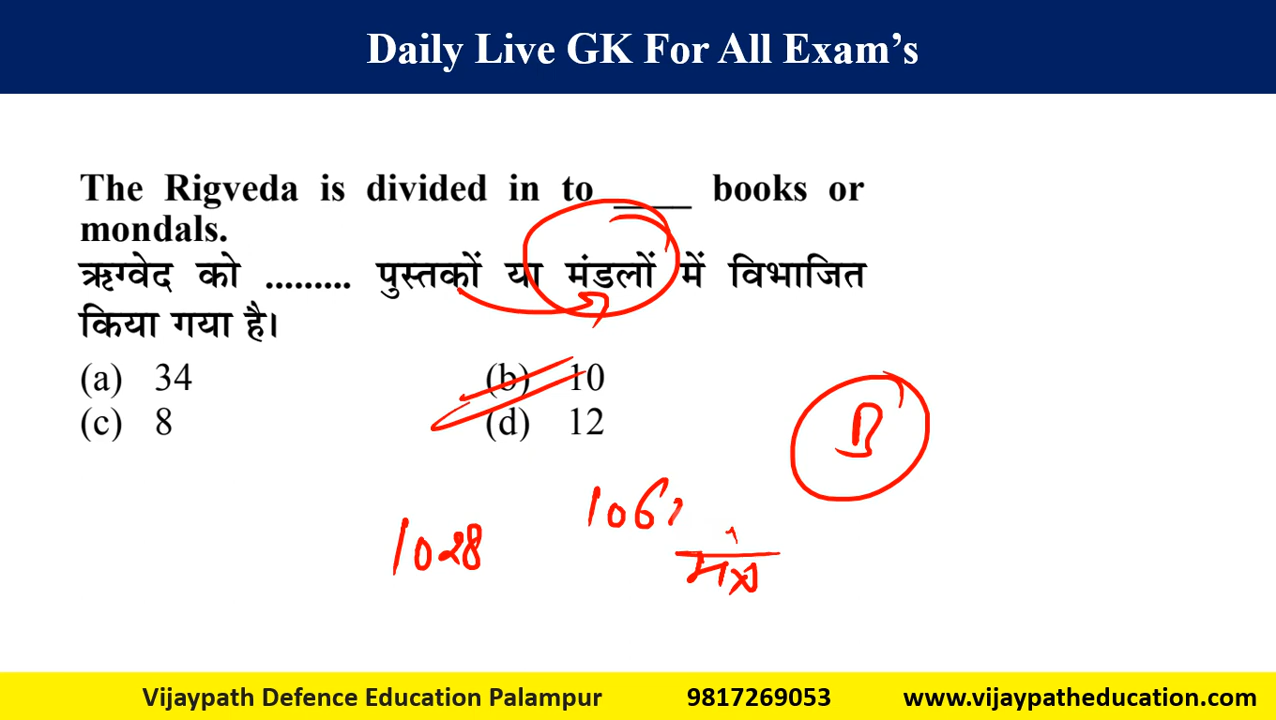 Daily Live GK For All Exam's
The Rigveda is divided in to ____ books or
mondals.
ऋग्वेद को ......... पुस्तकों या मंडलों में विभाजित
किया गया है।
(a) 34 (b) 10
(c) 8 (d) 12
B
1028
मंत्र
Vijaypath Defence Education Palampur 9817269053 www.vijaypatheducation.com